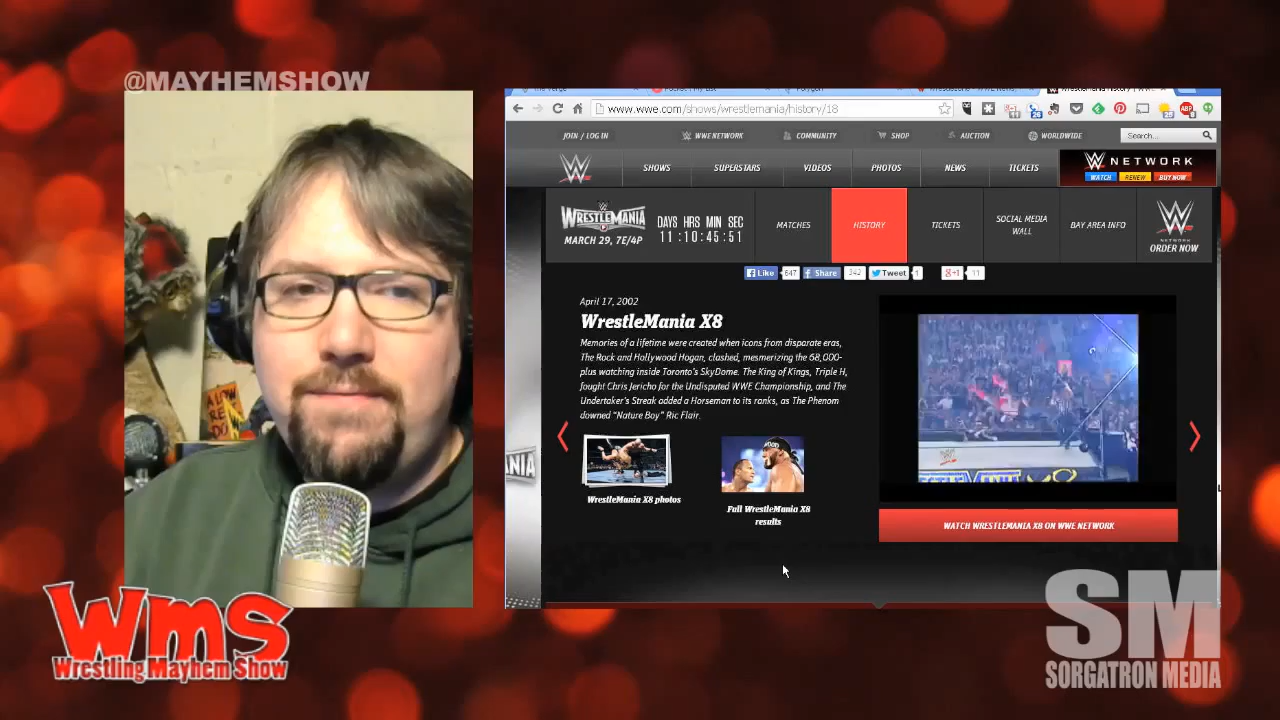 @MAYHEMSHOW
www.wwe.com/shows/wrestlemania/history/18
JOIN / LOG IN
WWE NETWORK
COMMUNITY
SHOP
AUCTION
WORLDWIDE
Search...
SHOWS
SUPERSTARS
VIDEOS
PHOTOS
NEWS
TICKETS
NETWORK
WATCH
RENEW
BUY NOW
WRESTLEMANIA
MARCH 29, 7E/4P
DAYS HRS MIN SEC
11:10:45:51
MATCHES
HISTORY
TICKETS
SOCIAL MEDIA
WALL
BAY AREA INFO
NETWORK
ORDER NOW
Like
647
Share
342
Tweet
1
+1
11
April 17, 2002
WrestleMania X8
Memories of a lifetime were created when icons from disparate eras,
The Rock and Hollywood Hogan, clashed, mesmerizing the 68,000-
plus watching inside Toronto's SkyDome. The King of Kings, Triple H,
fought Chris Jericho for the Undisputed WWE Championship, and The
Undertaker's Streak added a Horseman to its ranks, as The Phenom
downed “Nature Boy” Ric Flair.
WrestleMania X8 photos
Full WrestleMania X8
results
WATCH WRESTLEMANIA X8 ON WWE NETWORK
WMS
Wrestling Mayhem Show
SM
SORGATRON MEDIA